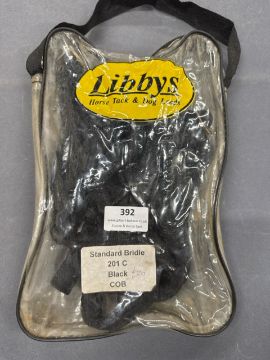 Libbys
Horse Tack & Dog Leads
392
Standard Bridle
201 C
Black
COB